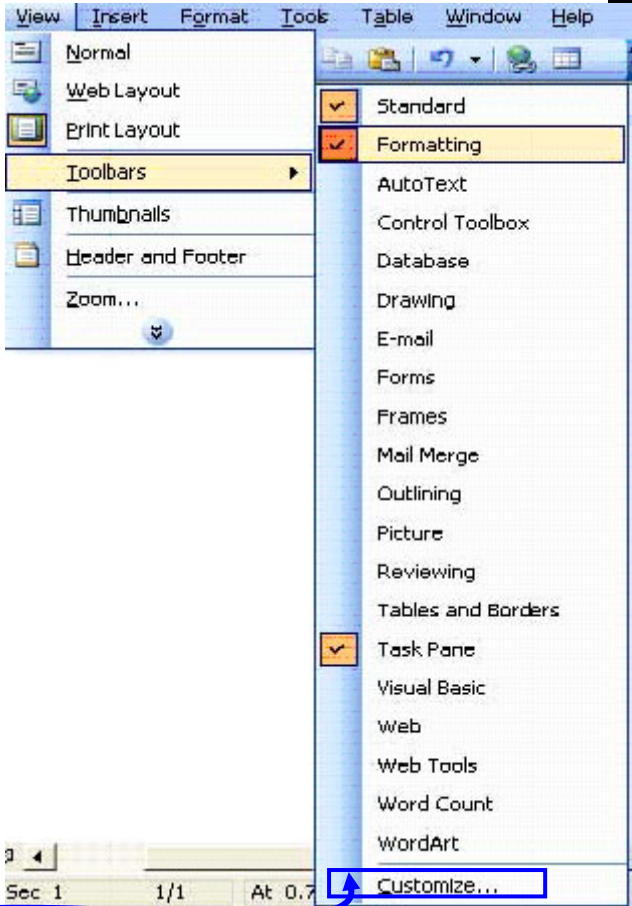 View Insert Format Tools Table Window Help
Normal
Web Layout
Print Layout
Toolbars
Thumbnails
Header and Footer
Zoom...
Standard
Formatting
AutoText
Control Toolbox
Database
Drawing
E-mail
Forms
Frames
Mail Merge
Outlining
Picture
Reviewing
Tables and Borders
Task Pane
Visual Basic
Web
Web Tools
Word Count
WordArt
Customize...
Sec 1 1/1 At 0.7